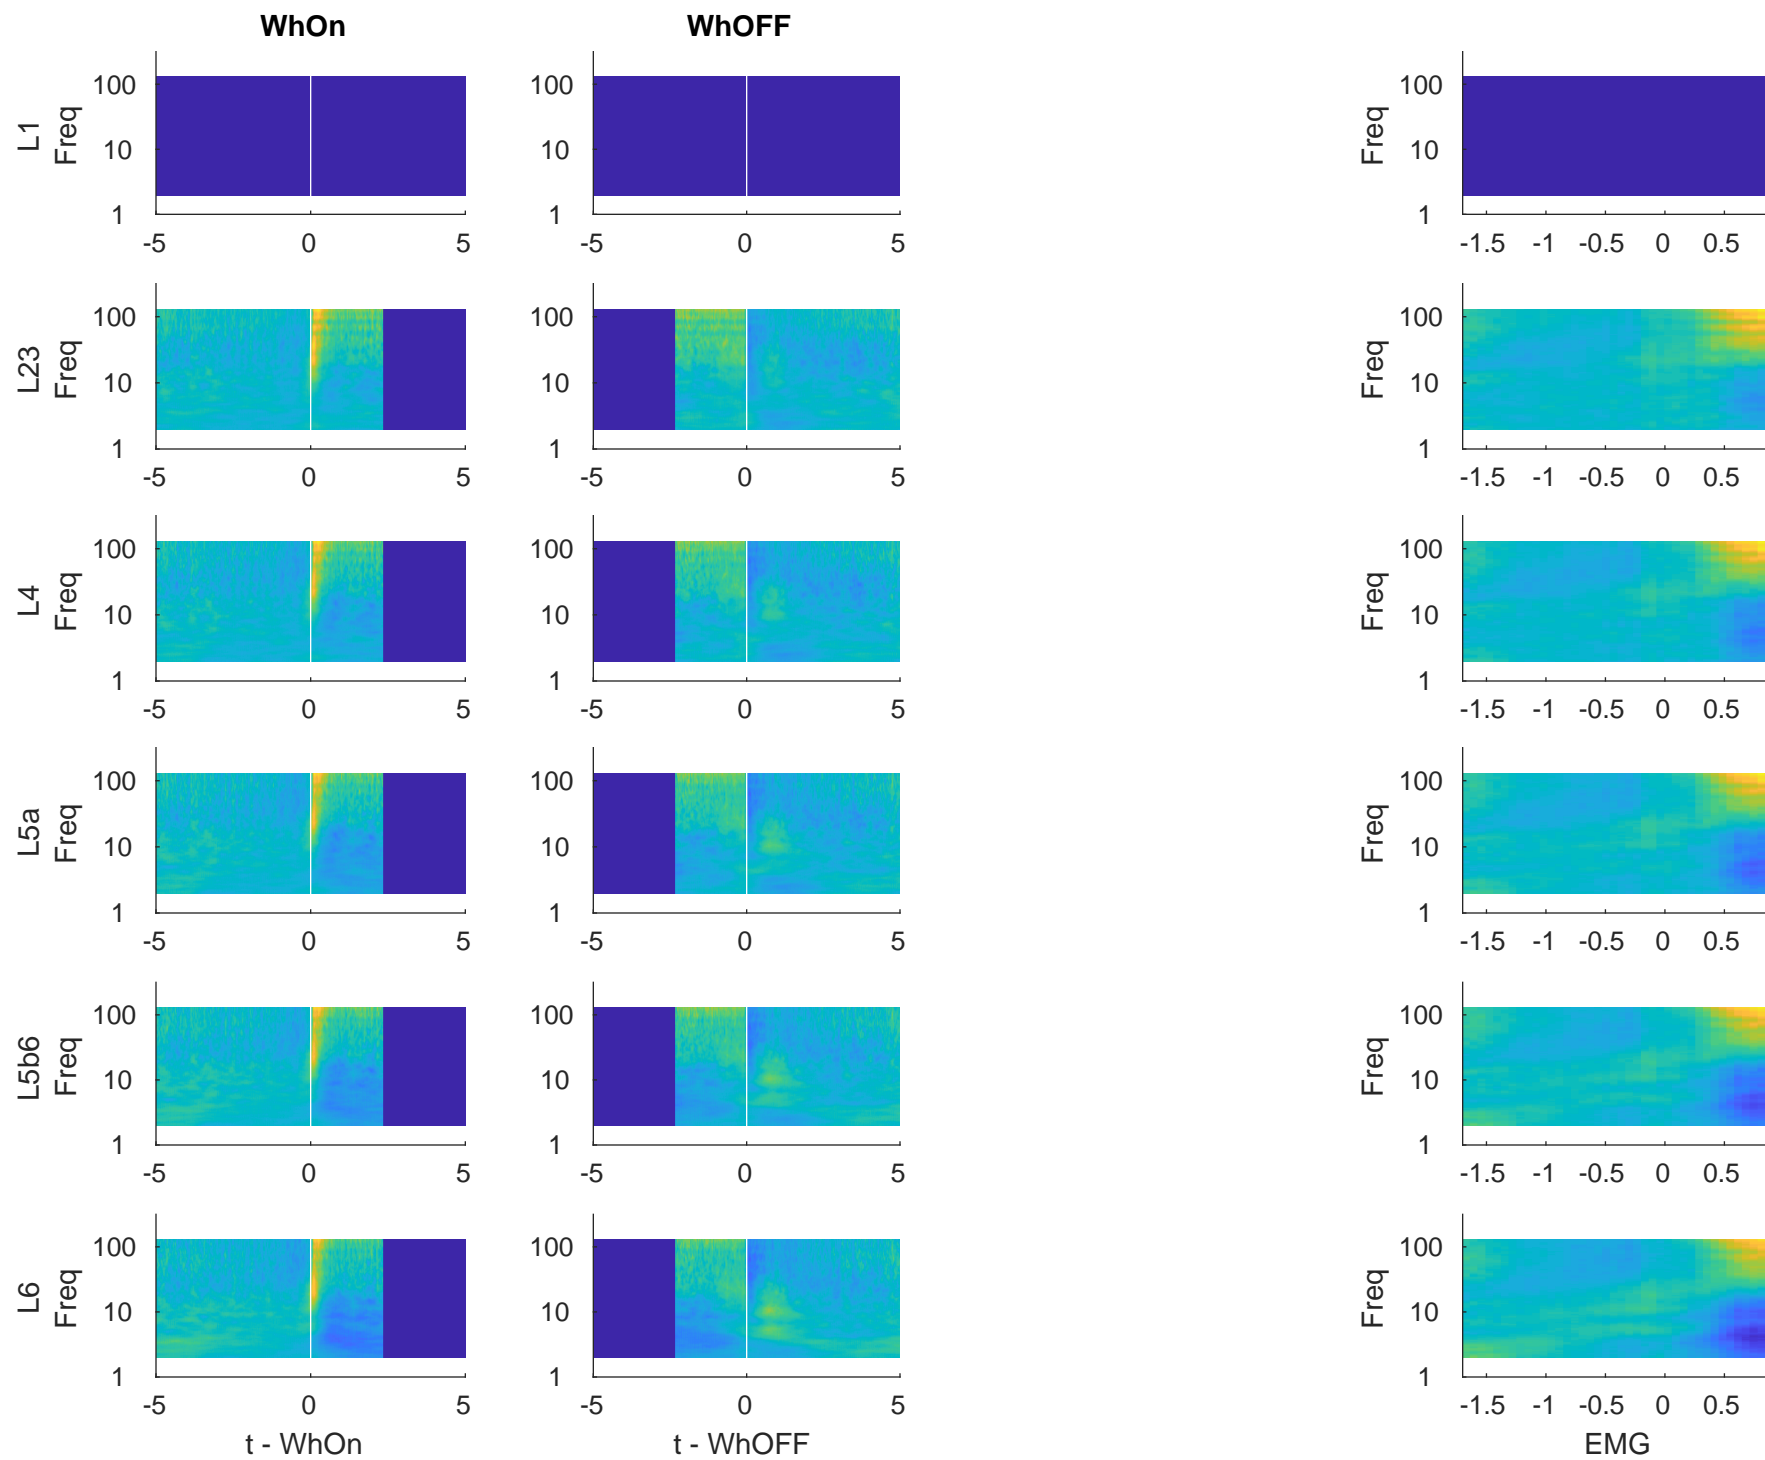 WhOn WhOFF
L1 Freq 100 10 1 100 10 1 Freq 100 10 1
-5 0 5 -5 0 5 -1.5 -1 -0.5 0 0.5
L23 Freq 100 10 1 100 10 1 Freq 100 10 1
-5 0 5 -5 0 5 -1.5 -1 -0.5 0 0.5
L4 Freq 100 10 1 100 10 1 Freq 100 10 1
-5 0 5 -5 0 5 -1.5 -1 -0.5 0 0.5
L5a Freq 100 10 1 100 10 1 Freq 100 10 1
-5 0 5 -5 0 5 -1.5 -1 -0.5 0 0.5
L5b6 Freq 100 10 1 100 10 1 Freq 100 10 1
-5 0 5 -5 0 5 -1.5 -1 -0.5 0 0.5
L6 Freq 100 10 1 100 10 1 Freq 100 10 1
-5 0 5 -5 0 5 -1.5 -1 -0.5 0 0.5
t - WhOn t - WhOFF EMG